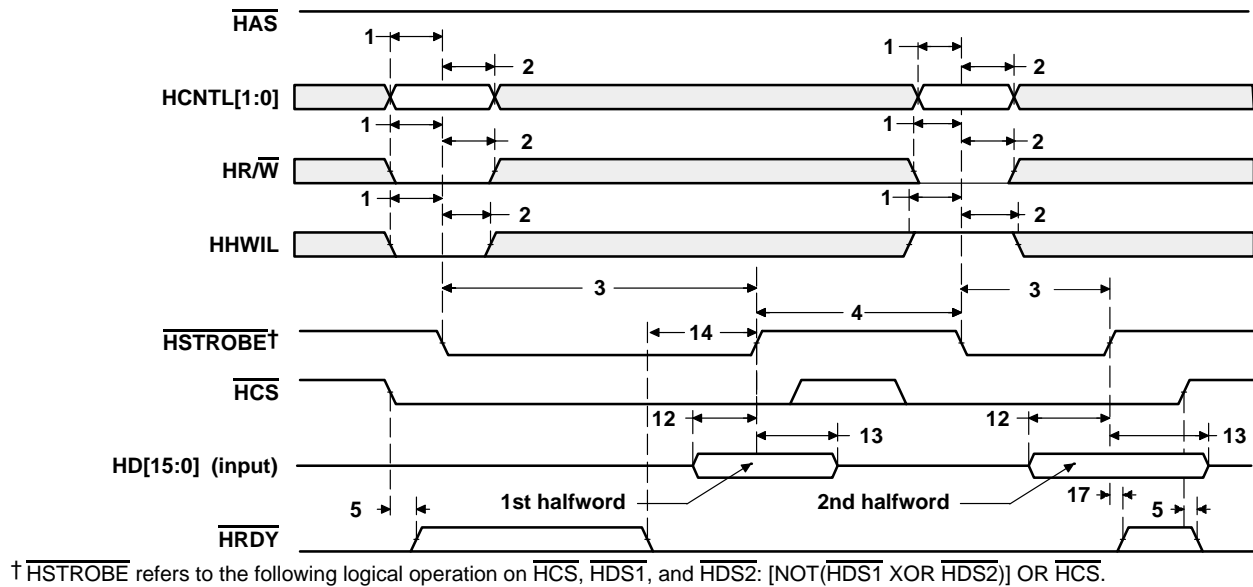 HAS
1
1
2
2
HCNTL[1:0]
1
1
2
2
HR/W
1
1
2
2
HHWIL
3
3
4
14
HSTROBE†
HCS
12
12
13
13
HD[15:0] (input)
1st halfword
2nd halfword
5
17
5
HRDY
† HSTROBE refers to the following logical operation on HCS, HDS1, and HDS2: [NOT(HDS1 XOR HDS2)] OR HCS.